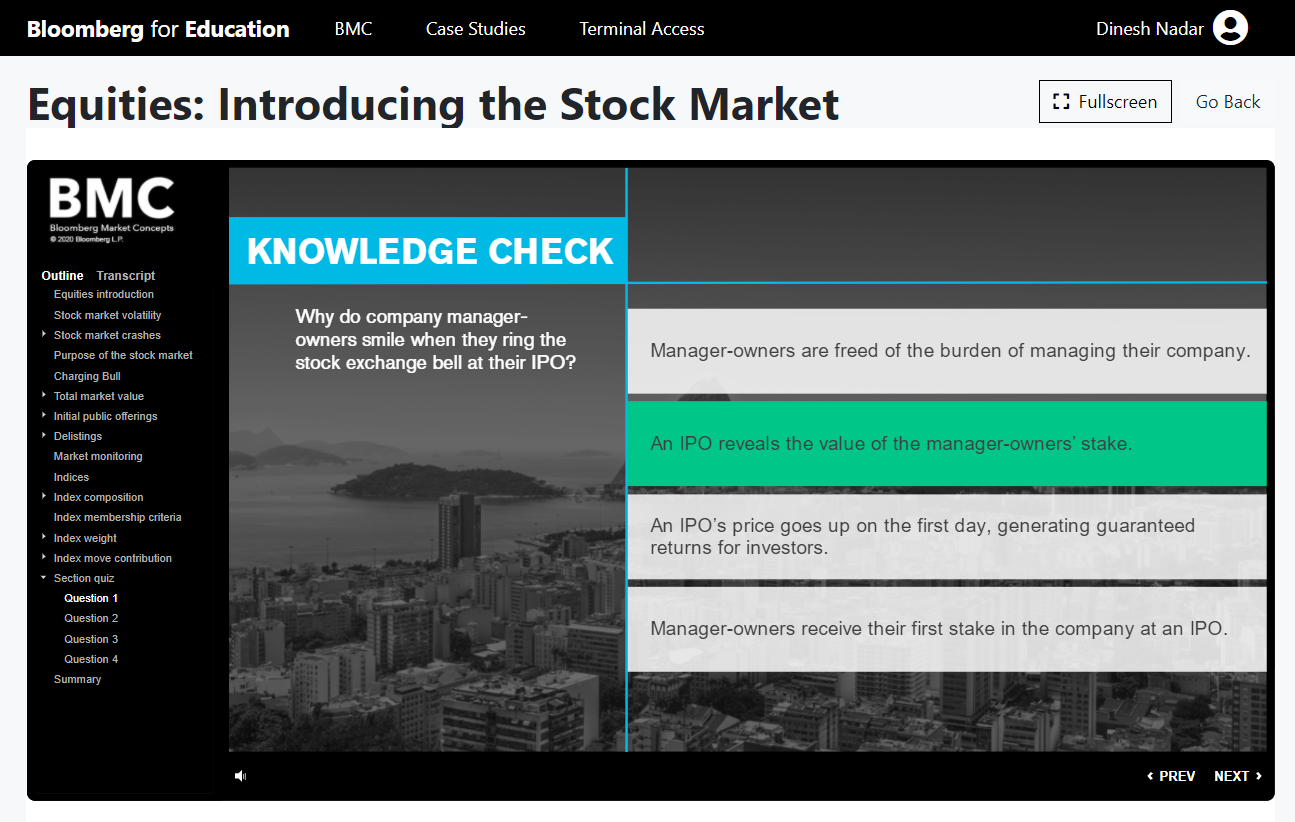 Bloomberg for Education
BMC
Case Studies
Terminal Access
Dinesh Nadar
Equities: Introducing the Stock Market
Fullscreen
Go Back
BMC
Bloomberg Market Concepts
© 2020 Bloomberg L.P.
Outline
Transcript
Equities introduction
Stock market volatility
Stock market crashes
Purpose of the stock market
Charging Bull
Total market value
Initial public offerings
Delistings
Market monitoring
Indices
Index composition
Index membership criteria
Index weight
Index move contribution
Section quiz
Question 1
Question 2
Question 3
Question 4
Summary
KNOWLEDGE CHECK
Why do company manager-
owners smile when they ring the
stock exchange bell at their IPO?
Manager-owners are freed of the burden of managing their company.
An IPO reveals the value of the manager-owners’ stake.
An IPO’s price goes up on the first day, generating guaranteed
returns for investors.
Manager-owners receive their first stake in the company at an IPO.
‹ PREV
NEXT ›